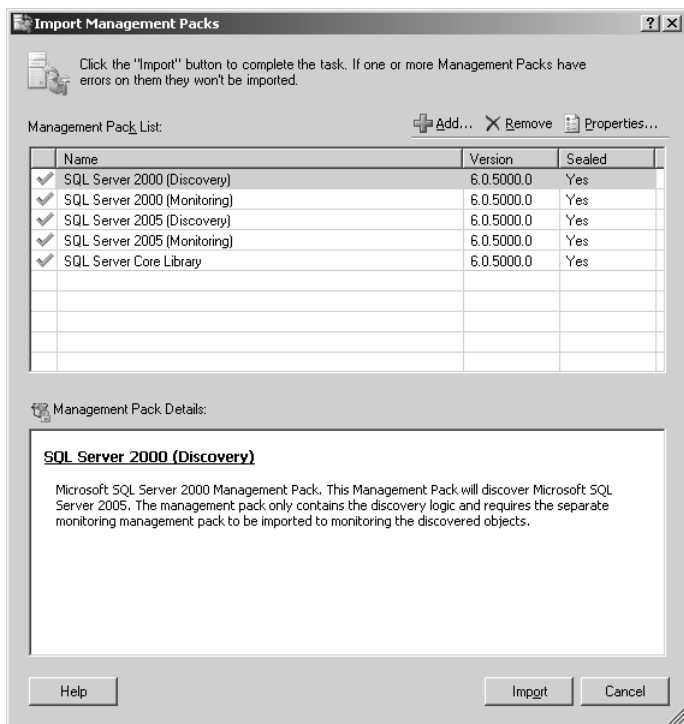 Import Management Packs
Click the "Import" button to complete the task. If one or more Management Packs have
errors on them they won't be imported.
Management Pack List:
Add... Remove Properties...
Name Version Sealed
SQL Server 2000 (Discovery) 6.0.5000.0 Yes
SQL Server 2000 (Monitoring) 6.0.5000.0 Yes
SQL Server 2005 (Discovery) 6.0.5000.0 Yes
SQL Server 2005 (Monitoring) 6.0.5000.0 Yes
SQL Server Core Library 6.0.5000.0 Yes
Management Pack Details:
SQL Server 2000 (Discovery)
Microsoft SQL Server 2000 Management Pack. This Management Pack will discover Microsoft SQL
Server 2005. The management pack only contains the discovery logic and requires the separate
monitoring management pack to be imported to monitoring the discovered objects.
Help Import Cancel